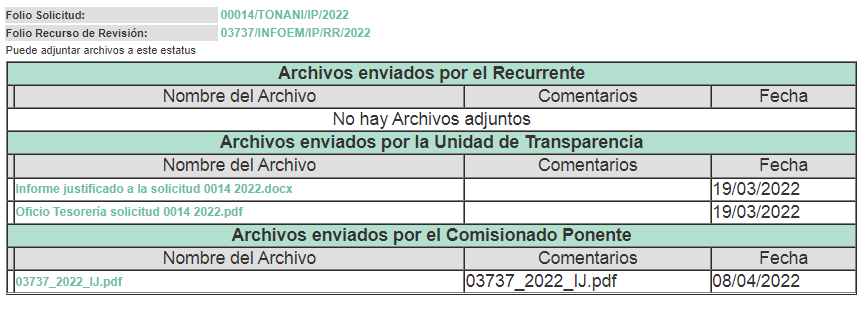 Folio Solicitud: 00014/TONANI/IP/2022
Folio Recurso de Revisión: 03737/INFOEM/IP/RR/2022
Puede adjuntar archivos a este estatus
Archivos enviados por el Recurrente
Nombre del Archivo Comentarios Fecha
No hay Archivos adjuntos
Archivos enviados por la Unidad de Transparencia
Nombre del Archivo Comentarios Fecha
Informe justificado a la solicitud 0014 2022.docx 19/03/2022
Oficio Tesorería solicitud 0014 2022.pdf 19/03/2022
Archivos enviados por el Comisionado Ponente
Nombre del Archivo Comentarios Fecha
03737_2022_IJ.pdf 03737_2022_IJ.pdf 08/04/2022